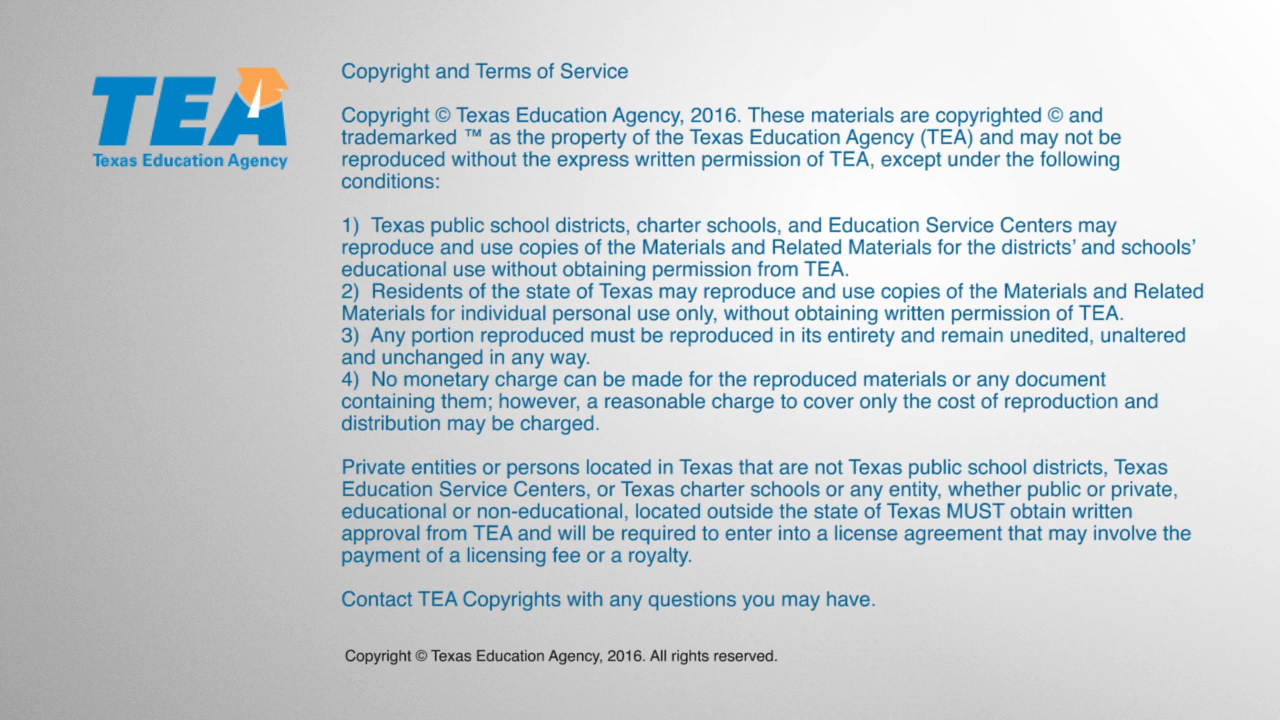 TEA
Texas Education Agency
Copyright and Terms of Service
Copyright © Texas Education Agency, 2016. These materials are copyrighted © and
trademarked ™ as the property of the Texas Education Agency (TEA) and may not be
reproduced without the express written permission of TEA, except under the following
conditions:
1) Texas public school districts, charter schools, and Education Service Centers may
reproduce and use copies of the Materials and Related Materials for the districts’ and schools’
educational use without obtaining permission from TEA.
2) Residents of the state of Texas may reproduce and use copies of the Materials and Related
Materials for individual personal use only, without obtaining written permission of TEA.
3) Any portion reproduced must be reproduced in its entirety and remain unedited, unaltered
and unchanged in any way.
4) No monetary charge can be made for the reproduced materials or any document
containing them; however, a reasonable charge to cover only the cost of reproduction and
distribution may be charged.
Private entities or persons located in Texas that are not Texas public school districts, Texas
Education Service Centers, or Texas charter schools or any entity, whether public or private,
educational or non-educational, located outside the state of Texas MUST obtain written
approval from TEA and will be required to enter into a license agreement that may involve the
payment of a licensing fee or a royalty.
Contact TEA Copyrights with any questions you may have.
Copyright © Texas Education Agency, 2016. All rights reserved.